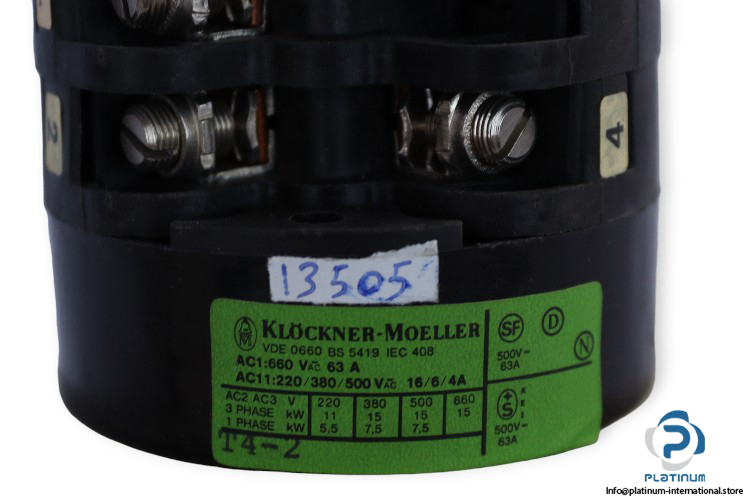 2
4
13505
KLÖCKNER-MOELLER
VDE 0660 BS 5419 IEC 408
AC1:660 V AC 63 A
AC11:220/380/500 V AC 16/6/4A
AC2 AC3 V 220 380 500 660
3 PHASE kW 11 15 15 15
1 PHASE kW 5,5 7,5 7,5
T4-2
SF
500V~
63A
D
N
+S
500V~
63A
PLATINUM
Info@platinum-international.store